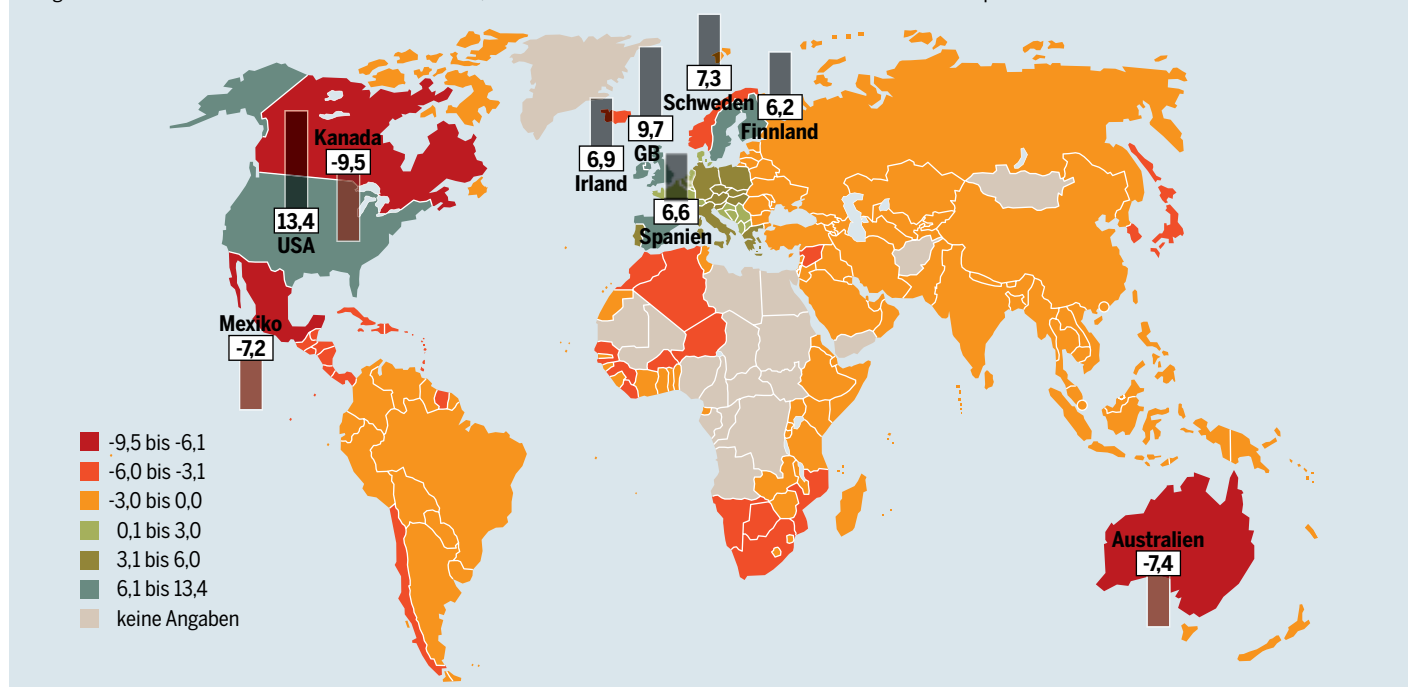 7,3
Schweden
6,2
Finnland
9,7
GB
Kanada
-9,5
6,9
Irland
6,6
Spanien
13,4
USA
Mexiko
-7,2
-9,5 bis -6,1
-6,0 bis -3,1
-3,0 bis 0,0
0,1 bis 3,0
3,1 bis 6,0
6,1 bis 13,4
keine Angaben
Australien
-7,4